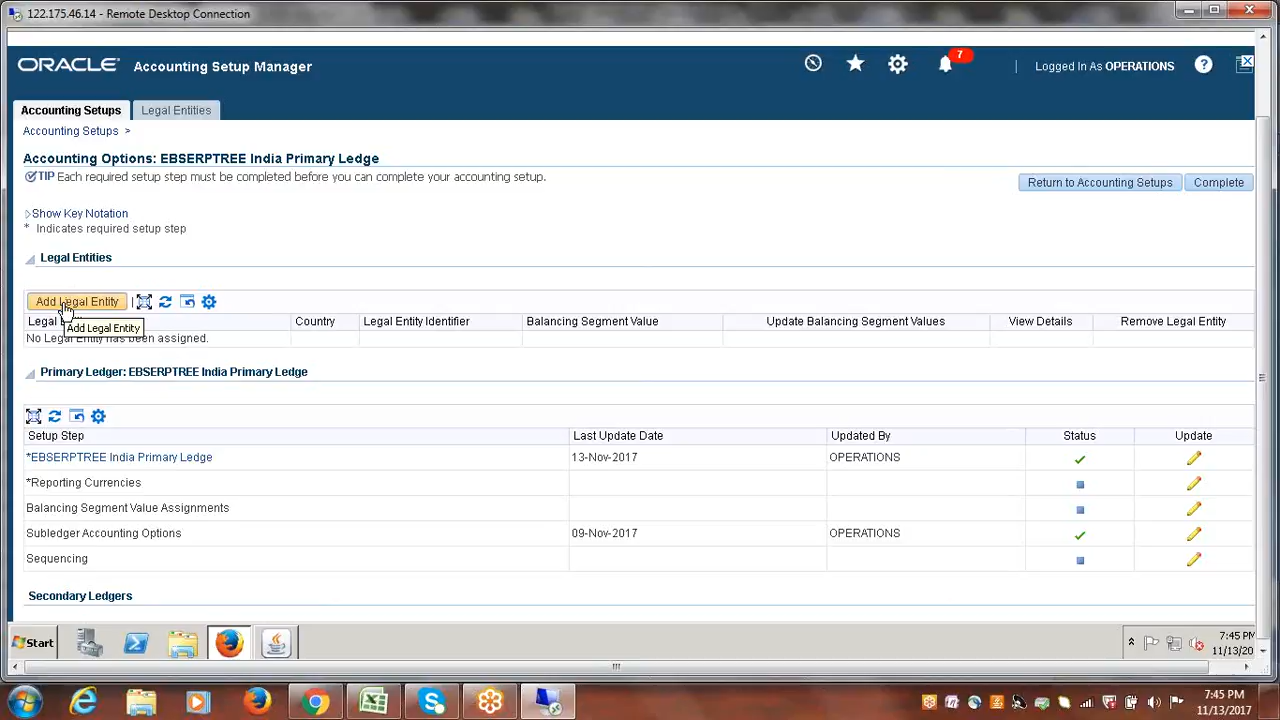 122.175.46.14 - Remote Desktop Connection
ORACLE Accounting Setup Manager
7
Logged In As OPERATIONS
Accounting Setups Legal Entities
Accounting Setups >
Accounting Options: EBSERPTREE India Primary Ledge
TIP Each required setup step must be completed before you can complete your accounting setup.
Return to Accounting Setups Complete
Show Key Notation
* Indicates required setup step
Legal Entities
Add Legal Entity
Legal Country Legal Entity Identifier Balancing Segment Value Update Balancing Segment Values View Details Remove Legal Entity
Add Legal Entity
No Legal Entity has been assigned.
Primary Ledger: EBSERPTREE India Primary Ledge
Setup Step Last Update Date Updated By Status Update
*EBSERPTREE India Primary Ledge 13-Nov-2017 OPERATIONS
*Reporting Currencies
Balancing Segment Value Assignments
Subledger Accounting Options 09-Nov-2017 OPERATIONS
Sequencing
Secondary Ledgers
Start
7:45 PM
11/13/20
7:45 PM
11/13/2017